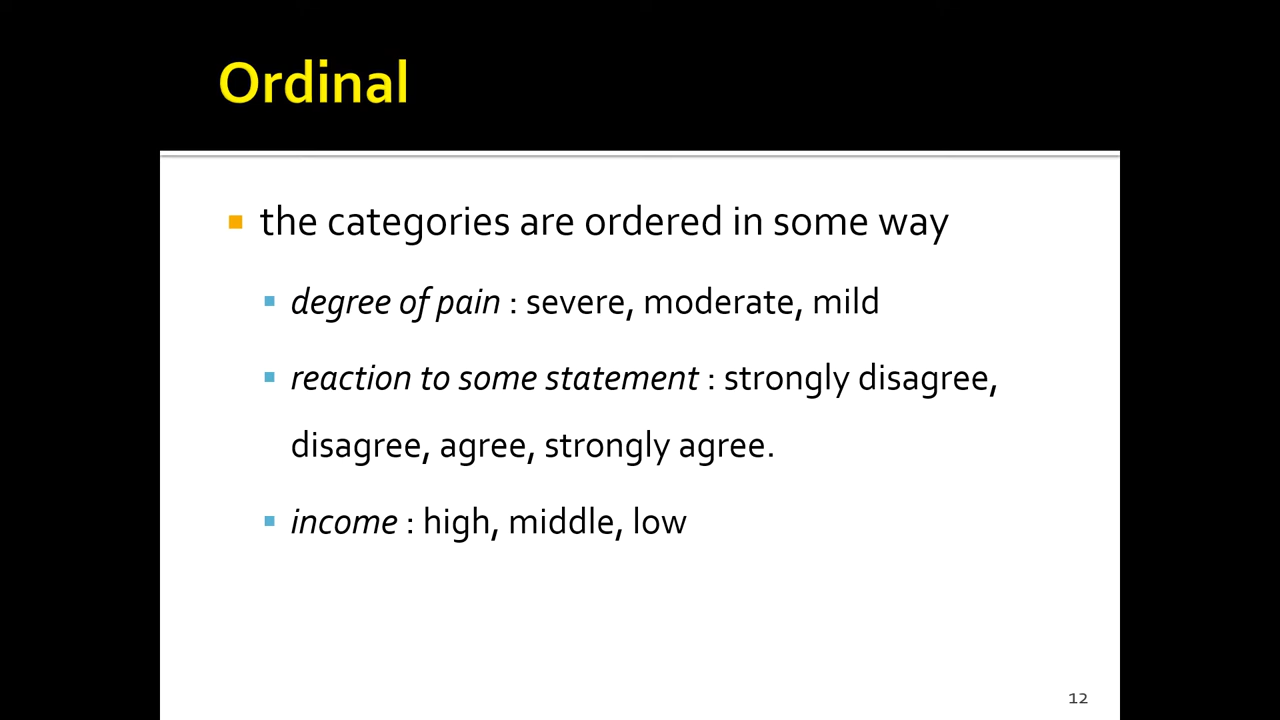 Ordinal
the categories are ordered in some way
degree of pain : severe, moderate, mild
reaction to some statement : strongly disagree,
disagree, agree, strongly agree.
income : high, middle, low
12